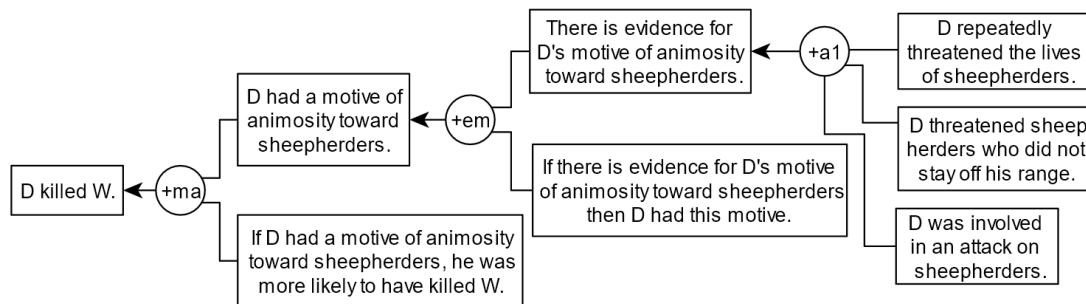 D killed W.
+ma
D had a motive of
animosity toward
sheepherders.
If D had a motive of animosity
toward sheepherders, he was
more likely to have killed W.
+em
There is evidence for
D's motive of animosity
toward sheepherders.
If there is evidence for D's motive
of animosity toward sheepherders
then D had this motive.
+a1
D repeatedly
threatened the lives
of sheepherders.
D threatened sheep
herders who did not
stay off his range.
D was involved
in an attack on
sheepherders.